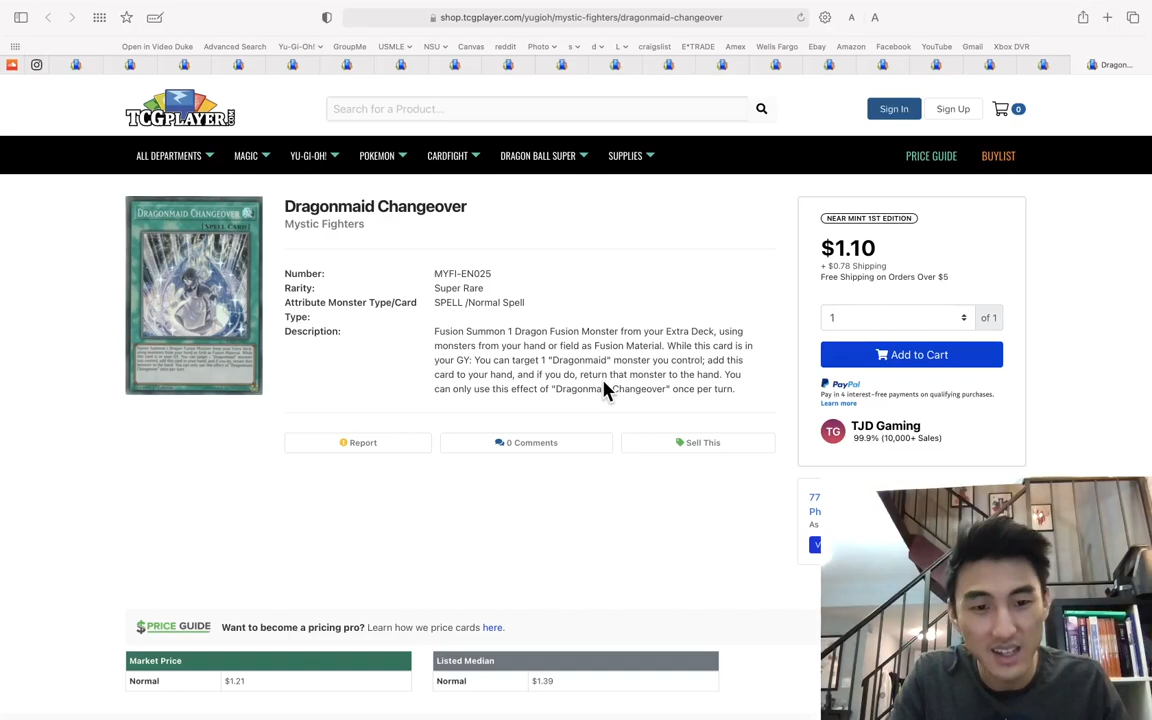 shop.tcgplayer.com/yugioh/mystic-fighters/dragonmaid-changeover
A A
Open in Video Duke Advanced Search Yu-Gi-Oh! GroupMe USMLE NSU Canvas reddit Photo s d L craigslist E*TRADE Amex Wells Fargo Ebay Amazon Facebook YouTube Gmail Xbox DVR
Dragon...
TCGPLAYER.COM
Search for a Product...
Sign In Sign Up 0
ALL DEPARTMENTS MAGIC YU-GI-OH! POKEMON CARDFIGHT DRAGON BALL SUPER SUPPLIES PRICE GUIDE BUYLIST
DRAGONMAID CHANGEOVER
[SPELL CARD]
Dragonmaid Changeover
Mystic Fighters
Number: MYFI-EN025
Rarity: Super Rare
Attribute Monster Type/Card SPELL /Normal Spell
Type:
Description: Fusion Summon 1 Dragon Fusion Monster from your Extra Deck, using
monsters from your hand or field as Fusion Material. While this card is in
your GY: You can target 1 "Dragonmaid" monster you control; add this
card to your hand, and if you do, return that monster to the hand. You
can only use this effect of "Dragonma Changeover" once per turn.
Report 0 Comments Sell This
NEAR MINT 1ST EDITION
$1.10
+ $0.78 Shipping
Free Shipping on Orders Over $5
1 of 1
Add to Cart
PayPal
Pay in 4 interest-free payments on qualifying purchases.
Learn more
TG TJD Gaming
99.9% (10,000+ Sales)
77
Ph
As
V
$PRICE GUIDE Want to become a pricing pro? Learn how we price cards here.
Market Price
Normal $1.21
Listed Median
Normal $1.39